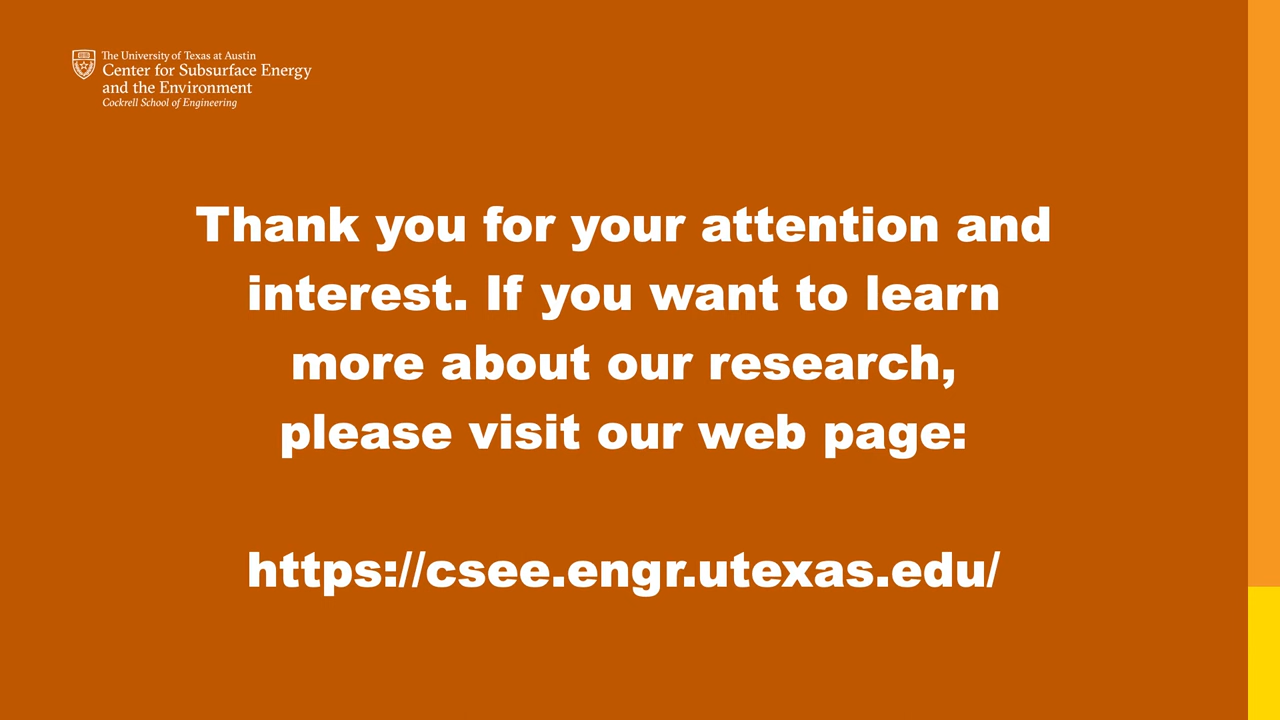 The University of Texas at Austin
Center for Subsurface Energy
and the Environment
Cockrell School of Engineering
Thank you for your attention and
interest. If you want to learn
more about our research,
please visit our web page:
https://csee.engr.utexas.edu/